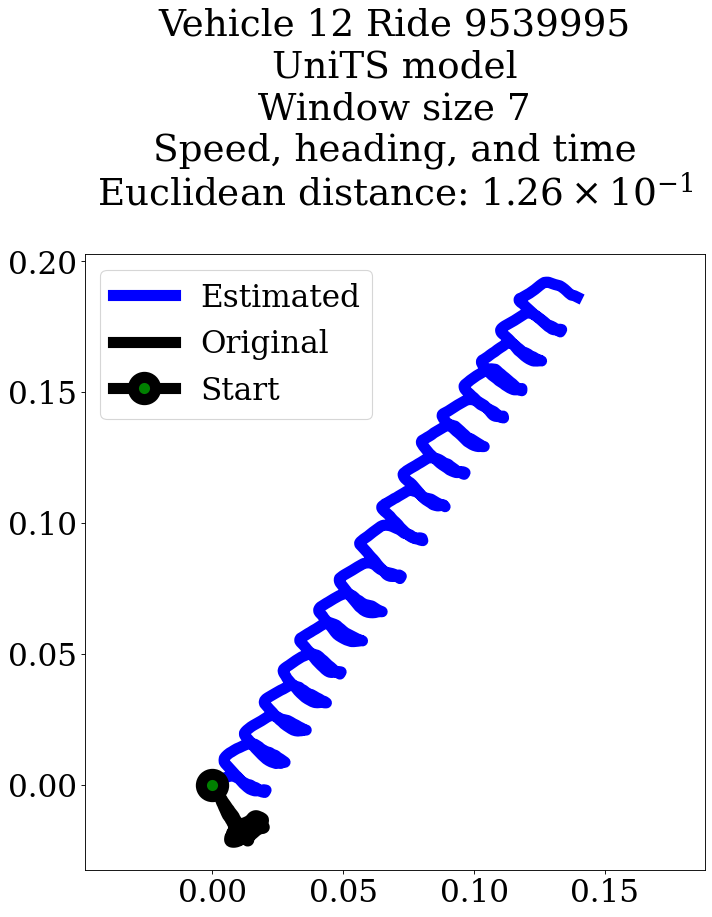 Vehicle 12 Ride 9539995
UniTS model
Window size 7
Speed, heading, and time
Euclidean distance: 1.26 × 10⁻¹
0.20
0.15
0.10
0.05
0.00
Estimated
Original
Start
0.00 0.05 0.10 0.15